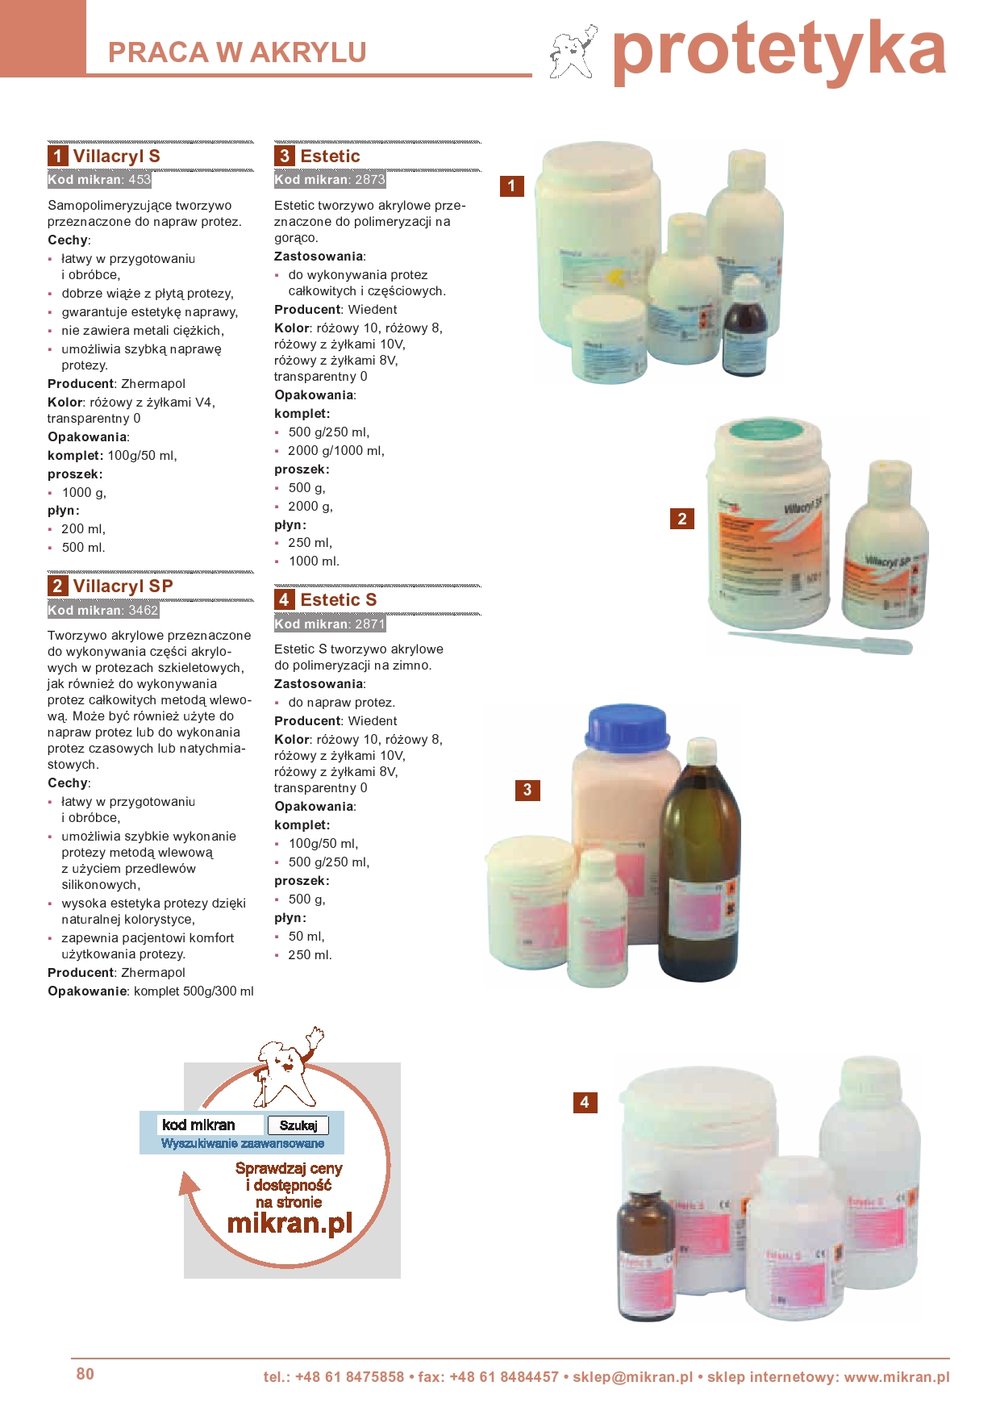 PRACA W AKRYLU
protetyka
1 Villacryl S
Kod mikran: 453
Samopolimeryzujące tworzywo
przeznaczone do napraw protez.
Cechy:
▪ łatwy w przygotowaniu
i obróbce,
▪ dobrze wiąże z płytą protezy,
▪ gwarantuje estetykę naprawy,
▪ nie zawiera metali ciężkich,
▪ umożliwia szybką naprawę
protezy.
Producent: Zhermapol
Kolor: różowy z żyłkami V4,
transparentny 0
Opakowania:
komplet: 100g/50 ml,
proszek:
▪ 1000 g,
płyn:
▪ 200 ml,
▪ 500 ml.
2 Villacryl SP
Kod mikran: 3462
Tworzywo akrylowe przeznaczone
do wykonywania części akrylo-
wych w protezach szkieletowych,
jak również do wykonywania
protez całkowitych metodą wlewo-
wą. Może być również użyte do
napraw protez lub do wykonania
protez czasowych lub natychmia-
stowych.
Cechy:
▪ łatwy w przygotowaniu
i obróbce,
▪ umożliwia szybkie wykonanie
protezy metodą wlewową
z użyciem przedlewów
silikonowych,
▪ wysoka estetyka protezy dzięki
naturalnej kolorystyce,
▪ zapewnia pacjentowi komfort
użytkowania protezy.
Producent: Zhermapol
Opakowanie: komplet 500g/300 ml
3 Estetic
Kod mikran: 2873
Estetic tworzywo akrylowe prze-
znaczone do polimeryzacji na
gorąco.
Zastosowania:
▪ do wykonywania protez
całkowitych i częściowych.
Producent: Wiedent
Kolor: różowy 10, różowy 8,
różowy z żyłkami 10V,
różowy z żyłkami 8V,
transparentny 0
Opakowania:
komplet:
▪ 500 g/250 ml,
▪ 2000 g/1000 ml,
proszek:
▪ 500 g,
▪ 2000 g,
płyn:
▪ 250 ml,
▪ 1000 ml.
4 Estetic S
Kod mikran: 2871
Estetic S tworzywo akrylowe
do polimeryzacji na zimno.
Zastosowania:
▪ do napraw protez.
Producent: Wiedent
Kolor: różowy 10, różowy 8,
różowy z żyłkami 10V,
różowy z żyłkami 8V,
transparentny 0
Opakowania:
komplet:
▪ 100g/50 ml,
▪ 500 g/250 ml,
proszek:
▪ 500 g,
płyn:
▪ 50 ml,
▪ 250 ml.
1
2
Villacryl SP
Villacryl SP
3
4
Estetic S
Estetic S
Estetic S
kod mikran
Szukaj
Wyszukiwanie zaawansowane
Sprawdzaj ceny
i dostępność
na stronie
mikran.pl
80
tel.: +48 61 8475858 • fax: +48 61 8484457 • sklep@mikran.pl • sklep internetowy: www.mikran.pl